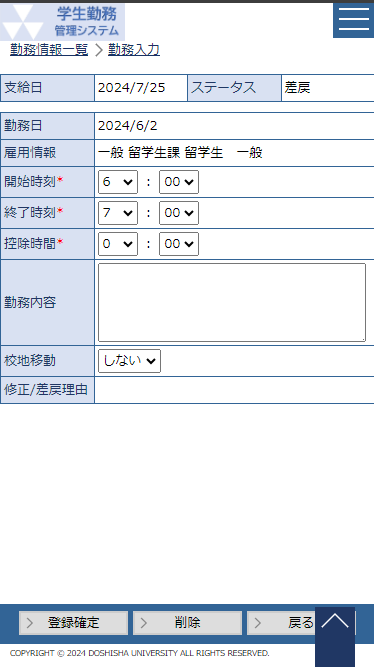 学生勤務
管理システム
勤務情報一覧 勤務入力
支給日 2024/7/25 ステータス 差戻
勤務日 2024/6/2
雇用情報 一般 留学生課 留学生　一般
開始時刻* 6 : 00
終了時刻* 7 : 00
控除時間* 0 : 00
勤務内容
校地移動 しない
修正/差戻理由
登録確定 削除 戻る
COPYRIGHT © 2024 DOSHISHA UNIVERSITY ALL RIGHTS RESERVED.